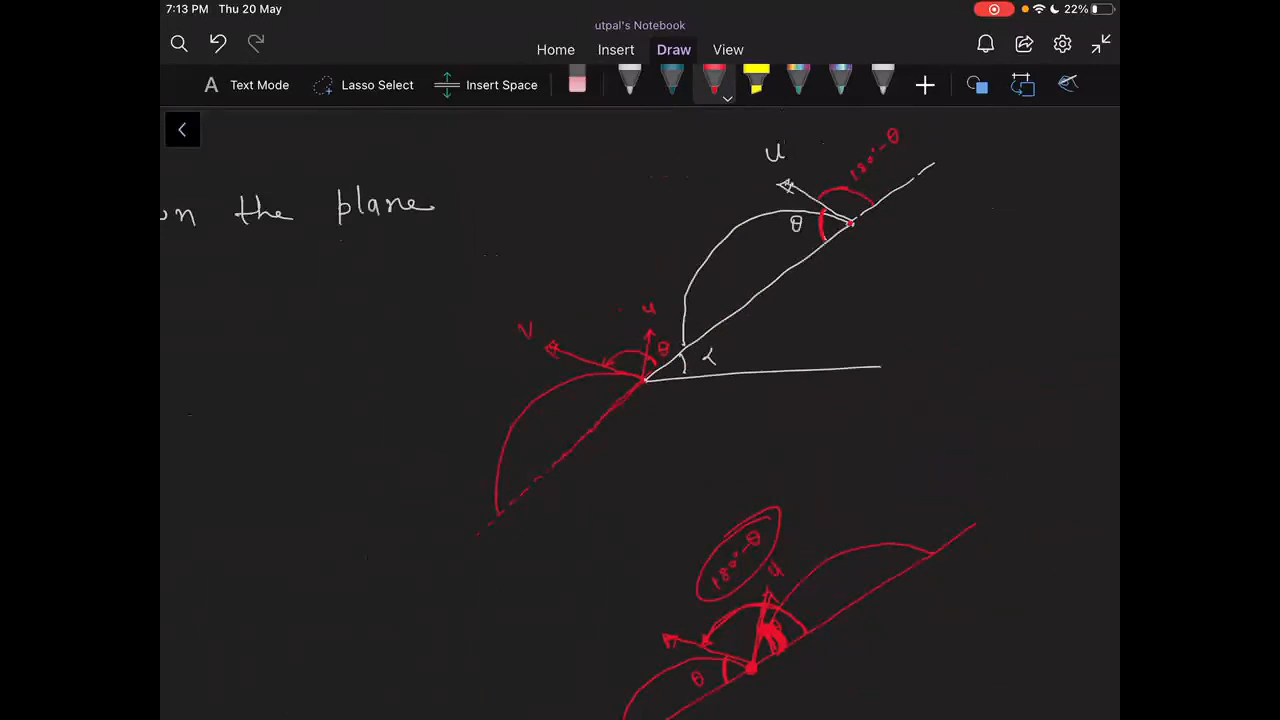 7:13 PM Thu 20 May
22%
utpal's Notebook
Home Insert Draw View
A Text Mode Lasso Select Insert Space
on the plane
u
180°-θ
θ
u
V
θ
α
180°-θ
u
θ